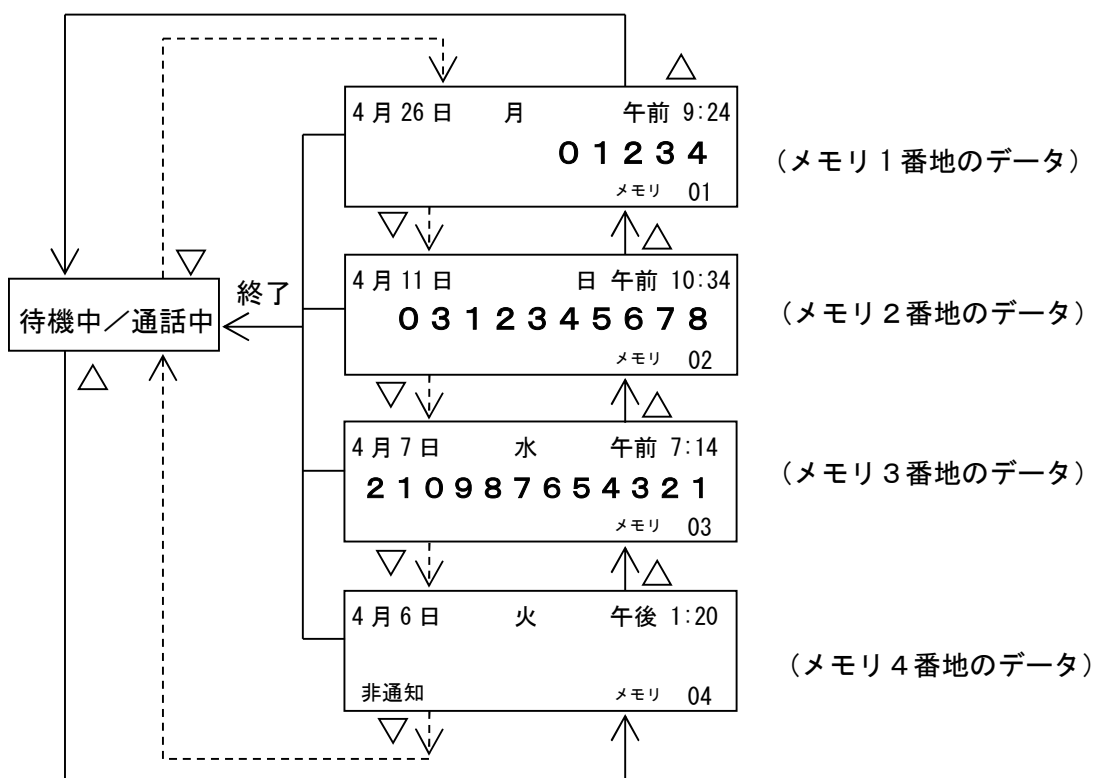 △
4月26日 月 午前 9:24
01234
メモリ 01
（メモリ1番地のデータ）
▽ △
4月11日 日 午前 10:34
0312345678
メモリ 02
（メモリ2番地のデータ）
▽
待機中／通話中
終了
△
▽ △
4月7日 水 午前 7:14
210987654321
メモリ 03
（メモリ3番地のデータ）
▽ △
4月6日 火 午後 1:20
非通知 メモリ 04
（メモリ4番地のデータ）
▽